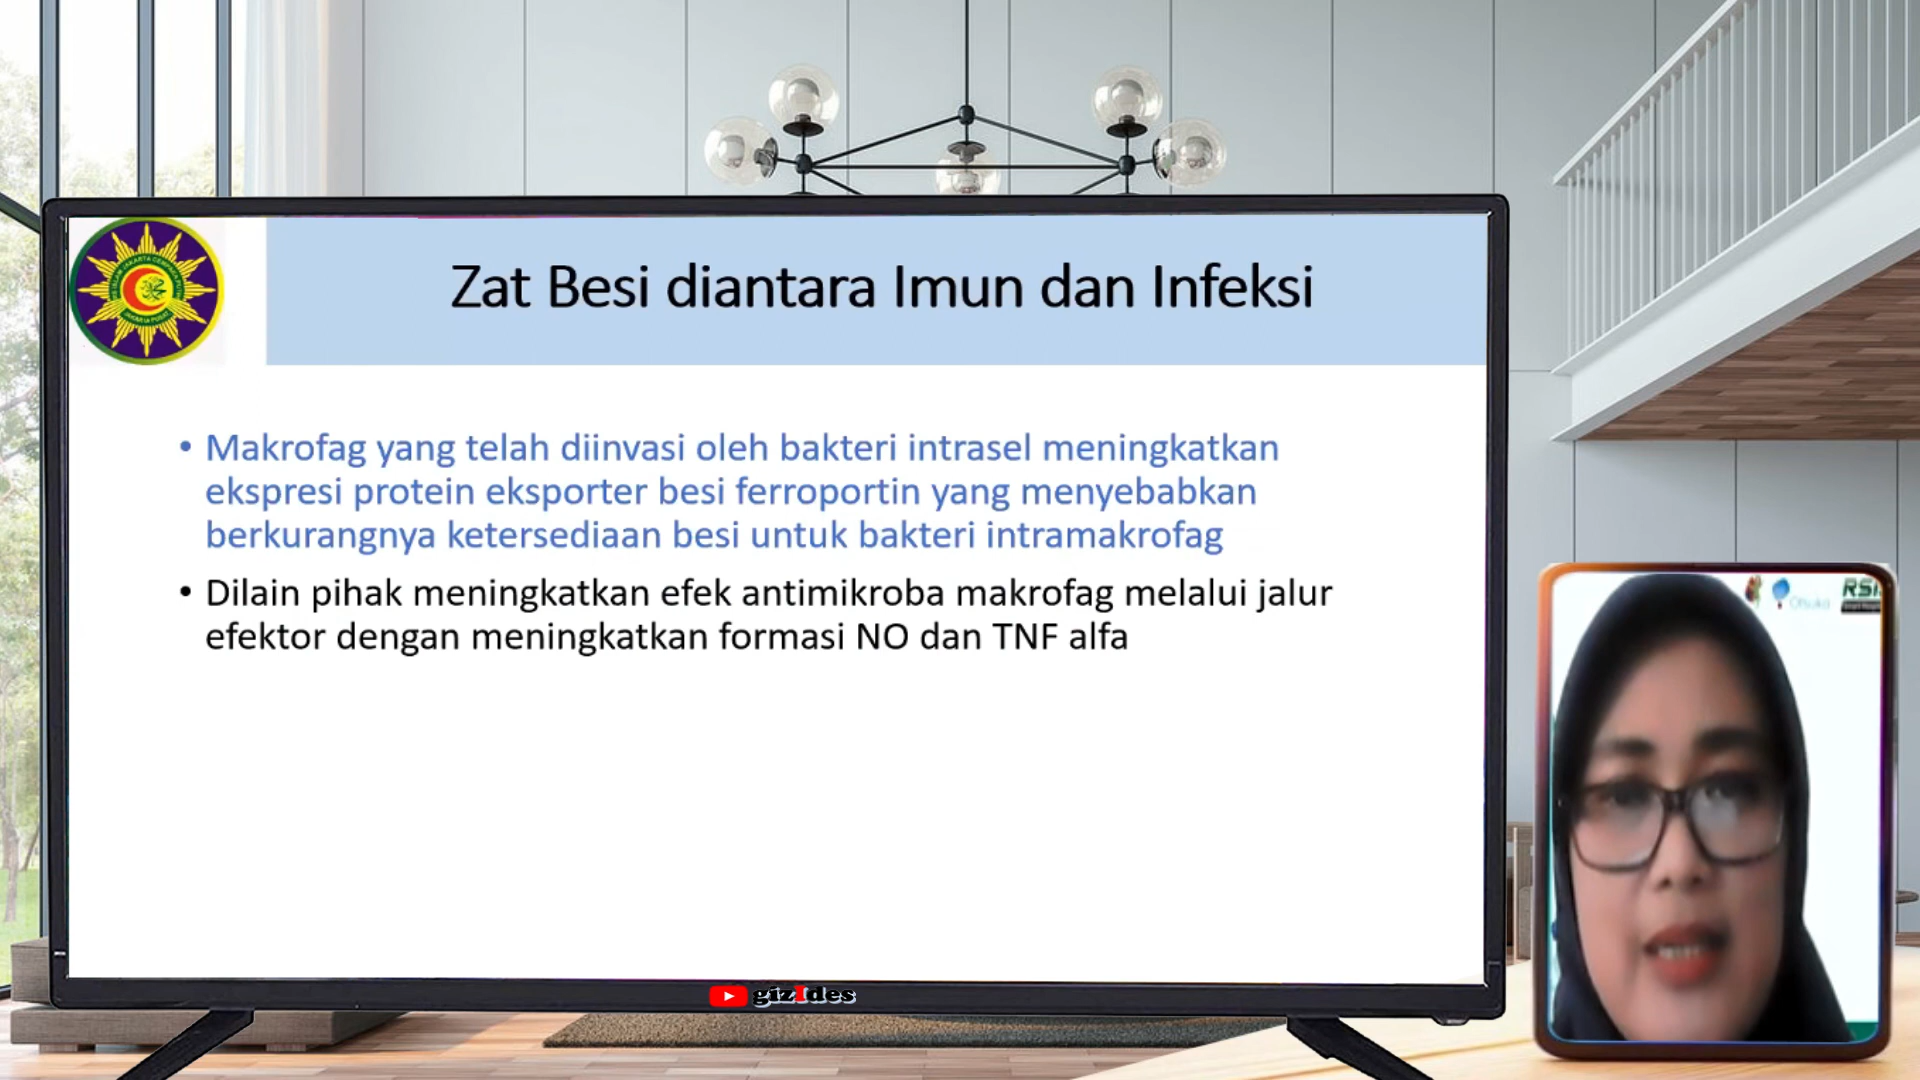 Zat Besi diantara Imun dan Infeksi
• Makrofag yang telah diinvasi oleh bakteri intrasel meningkatkan
ekspresi protein eksporter besi ferroportin yang menyebabkan
berkurangnya ketersediaan besi untuk bakteri intramakrofag
• Dilain pihak meningkatkan efek antimikroba makrofag melalui jalur
efektor dengan meningkatkan formasi NO dan TNF alfa
Otsuka
RSI
gizIdes